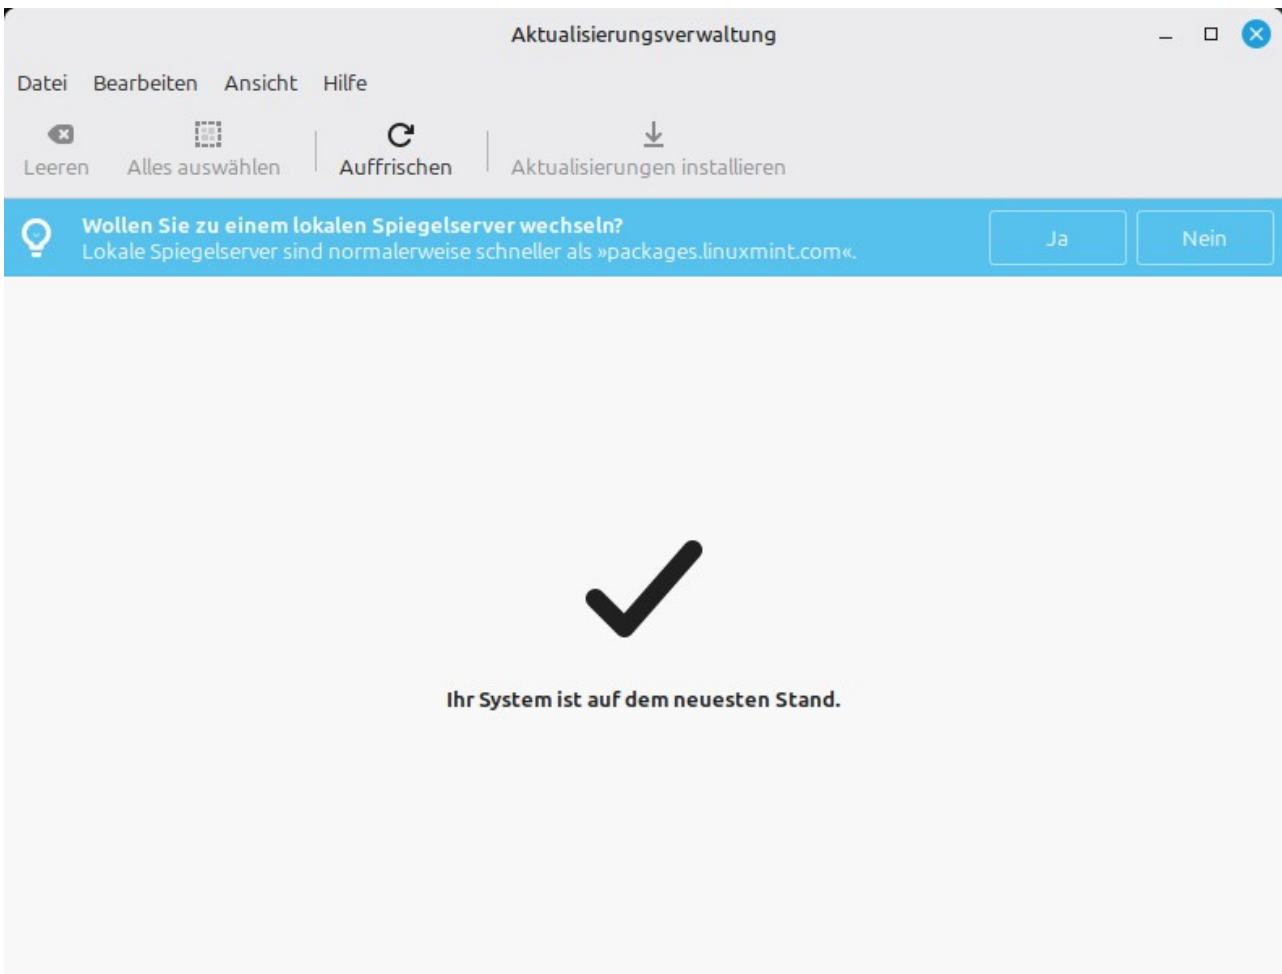 Aktualisierungsverwaltung
Datei Bearbeiten Ansicht Hilfe
Leeren Alles auswählen Auffrischen Aktualisierungen installieren
Wollen Sie zu einem lokalen Spiegelserver wechseln?
Lokale Spiegelserver sind normalerweise schneller als »packages.linuxmint.com«.
Ja Nein
Ihr System ist auf dem neuesten Stand.